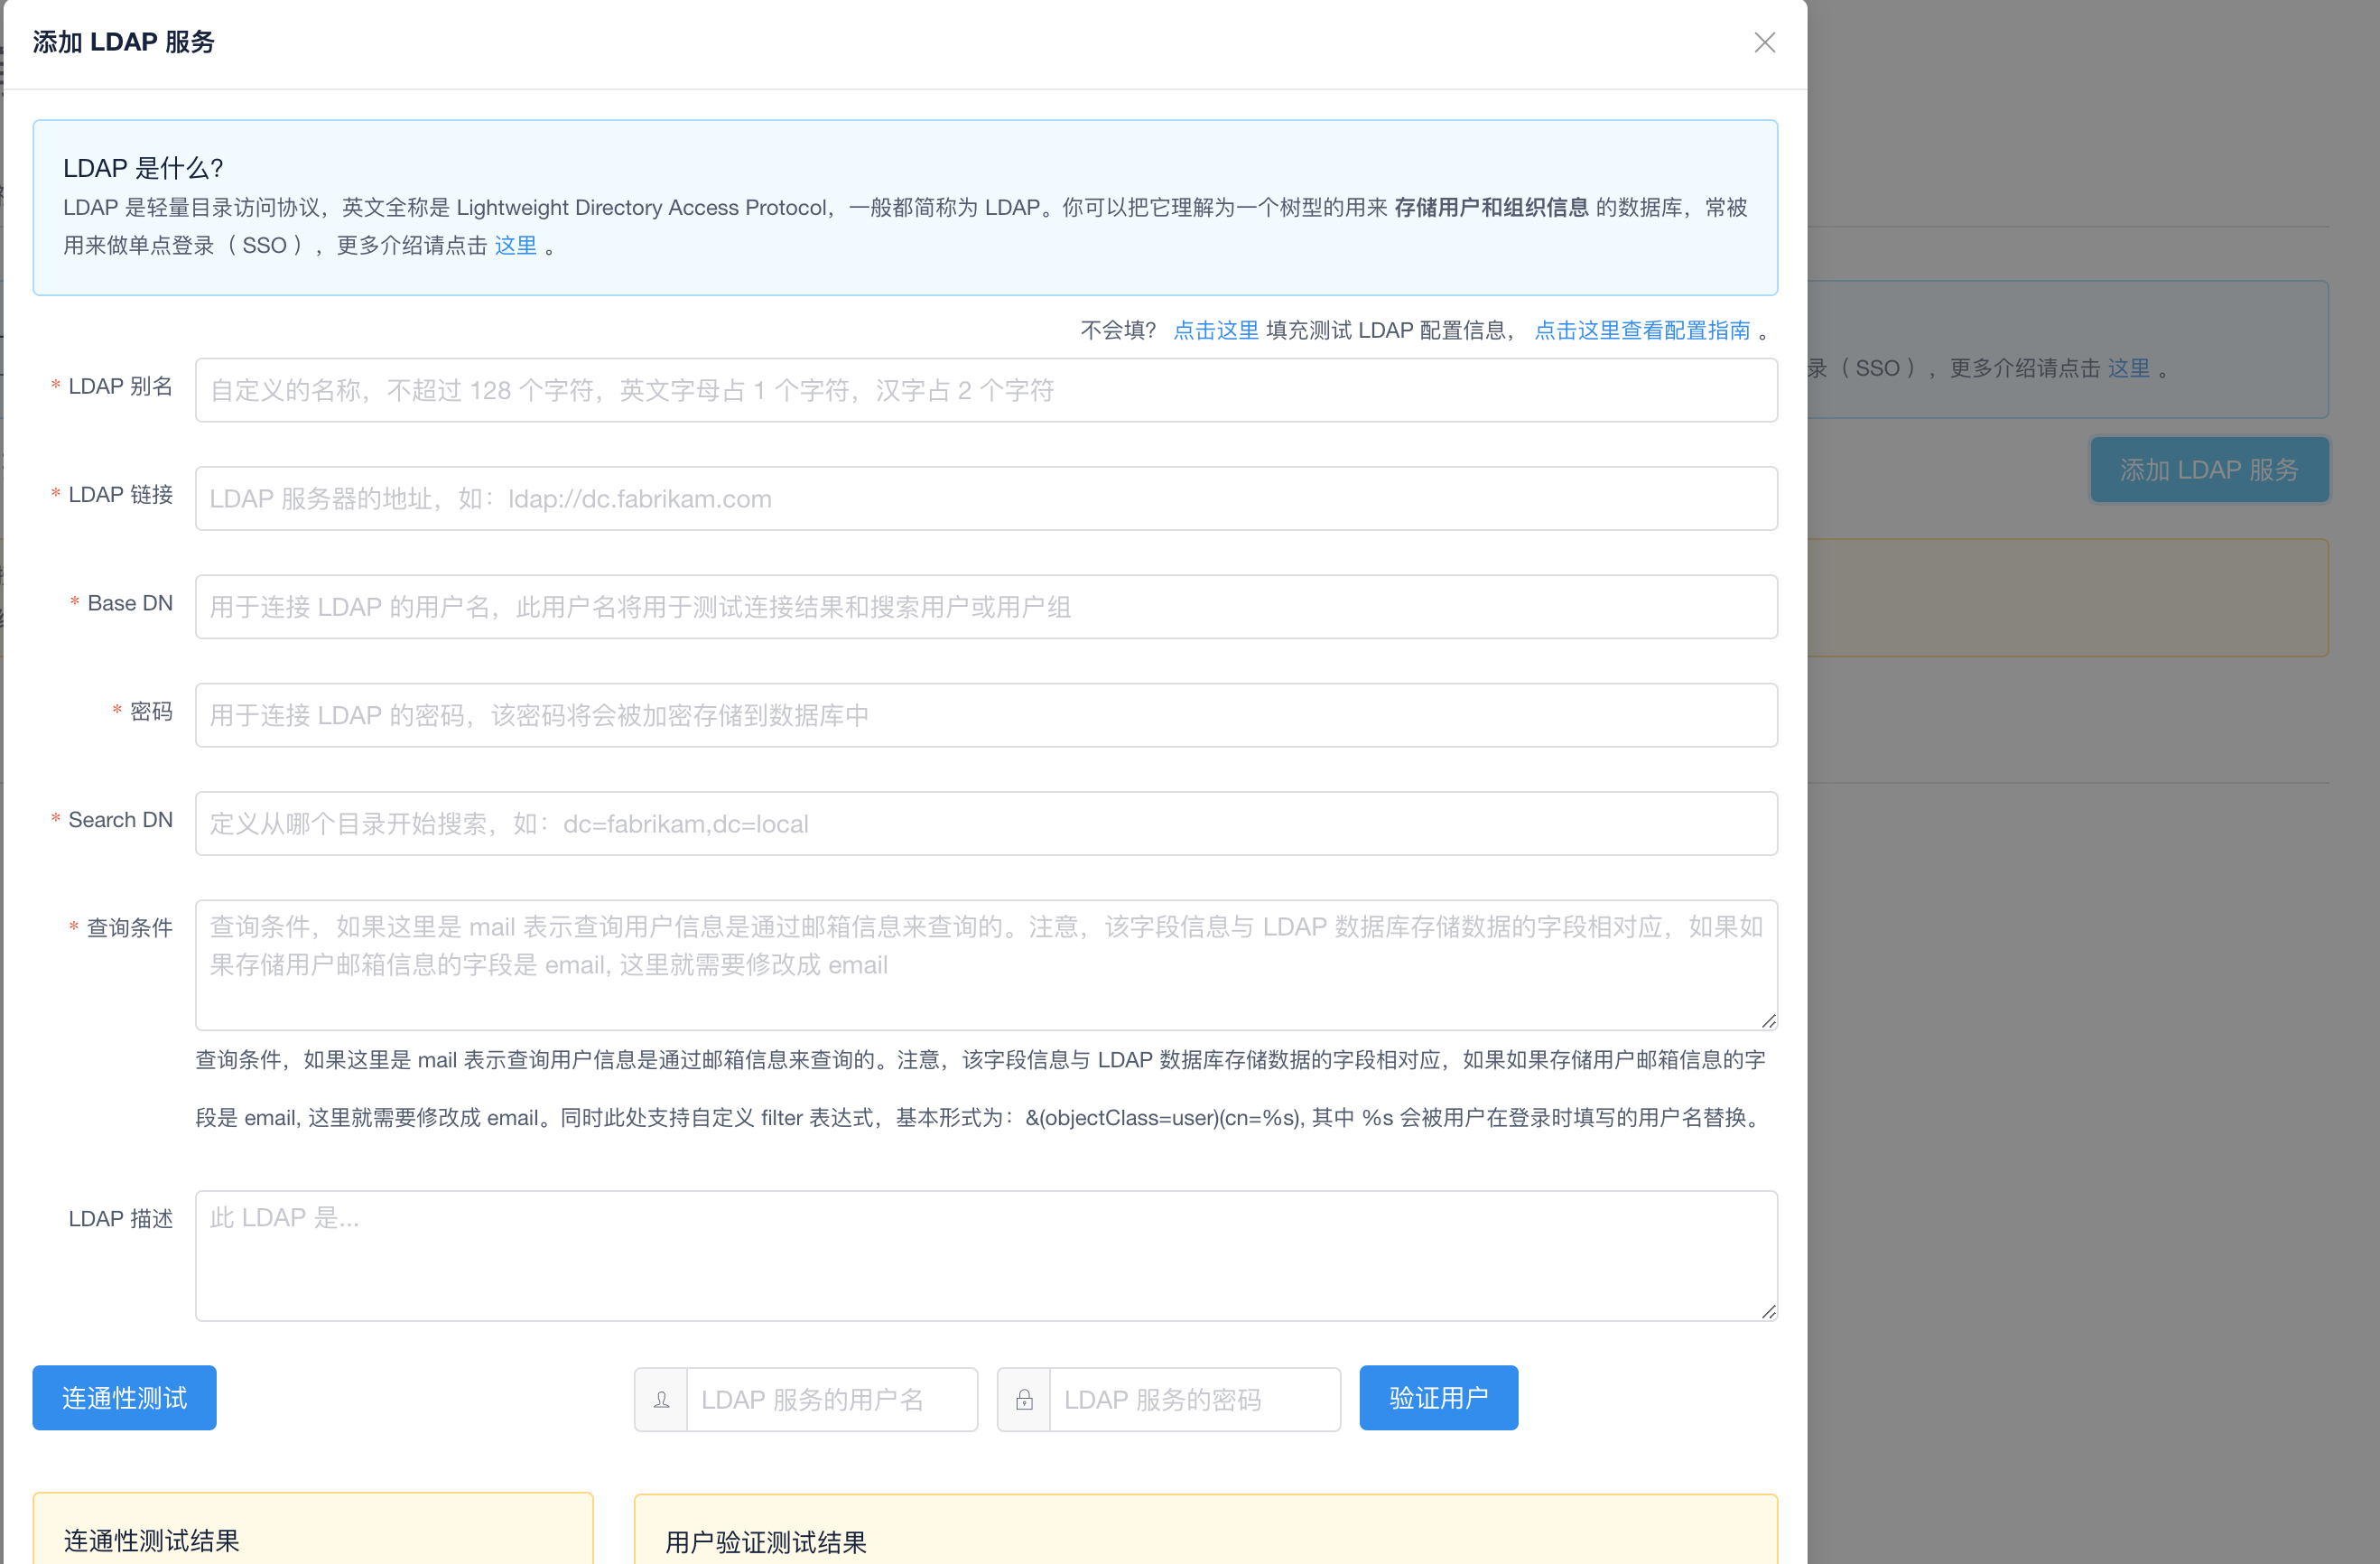 添加 LDAP 服务
LDAP 是什么?
LDAP 是轻量目录访问协议，英文全称是 Lightweight Directory Access Protocol，一般都简称为 LDAP。你可以把它理解为一个树型的用来 存储用户和组织信息 的数据库，常被
用来做单点登录（ SSO ），更多介绍请点击 这里 。
录（ SSO ），更多介绍请点击 这里 。
不会填? 点击这里 填充测试 LDAP 配置信息， 点击这里查看配置指南 。
* LDAP 别名
自定义的名称，不超过 128 个字符，英文字母占 1 个字符，汉字占 2 个字符
添加 LDAP 服务
* LDAP 链接
LDAP 服务器的地址，如：ldap://dc.fabrikam.com
* Base DN
用于连接 LDAP 的用户名，此用户名将用于测试连接结果和搜索用户或用户组
* 密码
用于连接 LDAP 的密码，该密码将会被加密存储到数据库中
* Search DN
定义从哪个目录开始搜索，如：dc=fabrikam,dc=local
* 查询条件
查询条件，如果这里是 mail 表示查询用户信息是通过邮箱信息来查询的。注意，该字段信息与 LDAP 数据库存储数据的字段相对应，如果如
果存储用户邮箱信息的字段是 email, 这里就需要修改成 email
查询条件，如果这里是 mail 表示查询用户信息是通过邮箱信息来查询的。注意，该字段信息与 LDAP 数据库存储数据的字段相对应，如果如果存储用户邮箱信息的字
段是 email, 这里就需要修改成 email。同时此处支持自定义 filter 表达式，基本形式为：&(objectClass=user)(cn=%s), 其中 %s 会被用户在登录时填写的用户名替换。
LDAP 描述
此 LDAP 是...
连通性测试
LDAP 服务的用户名
LDAP 服务的密码
验证用户
连通性测试结果
用户验证测试结果